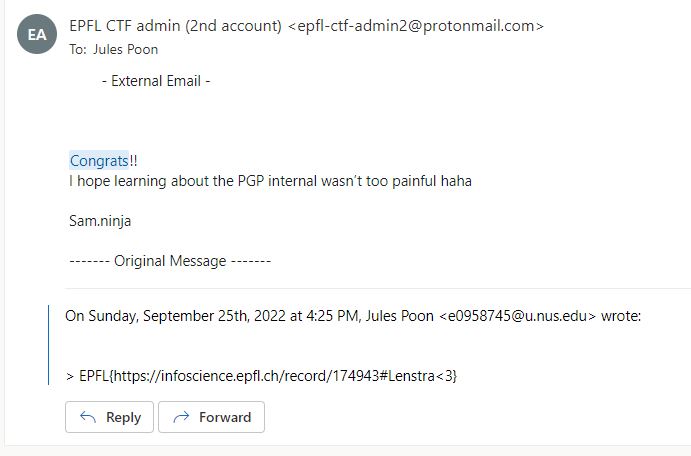 EA
EPFL CTF admin (2nd account) <epfl-ctf-admin2@protonmail.com>
To: Jules Poon
- External Email -
Congrats!!
I hope learning about the PGP internal wasn't too painful haha
Sam.ninja
------- Original Message -------
On Sunday, September 25th, 2022 at 4:25 PM, Jules Poon <e0958745@u.nus.edu> wrote:
> EPFL{https://infoscience.epfl.ch/record/174943#Lenstra<3}
Reply
Forward